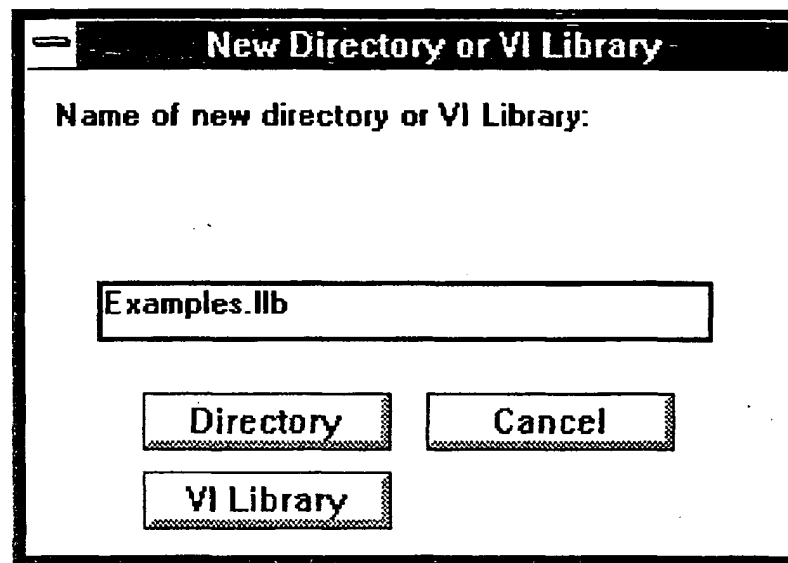 New Directory or VI Library
Name of new directory or VI Library:
Examples.llb
Directory
Cancel
VI Library